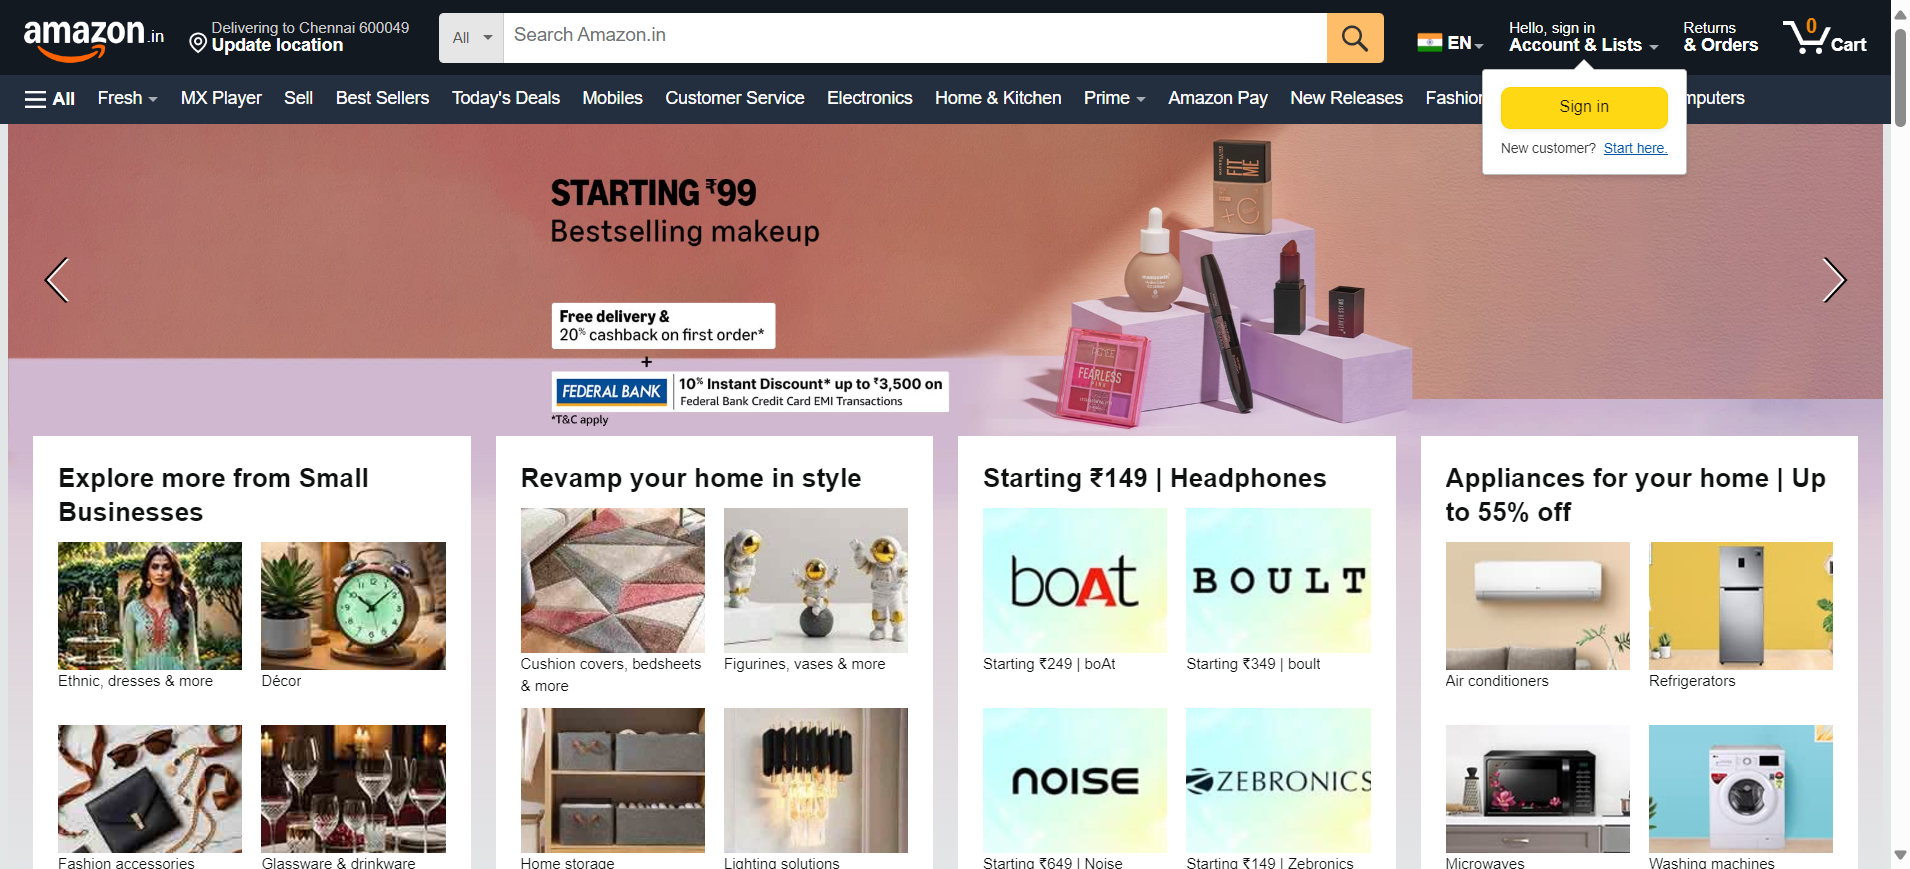 amazon.in
Delivering to Chennai 600049
Update location
All
Search Amazon.in
EN
Hello, sign in
Account & Lists
Returns
& Orders
0
Cart
All
Fresh
MX Player
Sell
Best Sellers
Today's Deals
Mobiles
Customer Service
Electronics
Home & Kitchen
Prime
Amazon Pay
New Releases
Fashion
mputers
Sign in
New customer? Start here.
STARTING ₹99
Bestselling makeup
Free delivery &
20% cashback on first order*
+
FEDERAL BANK
10% Instant Discount* up to ₹3,500 on
Federal Bank Credit Card EMI Transactions
*T&C apply
FIT ME
FEARLESS
Explore more from Small
Businesses
Ethnic, dresses & more
Décor
Fashion accessories
Glassware & drinkware
Revamp your home in style
Cushion covers, bedsheets
& more
Figurines, vases & more
Home storage
Lighting solutions
Starting ₹149 | Headphones
boAt
BOULT
Starting ₹249 | boAt
Starting ₹349 | boult
NOISE
ZEBRONICS
Starting ₹649 | Noise
Starting ₹149 | Zebronics
Appliances for your home | Up
to 55% off
Air conditioners
Refrigerators
Microwaves
Washing machines